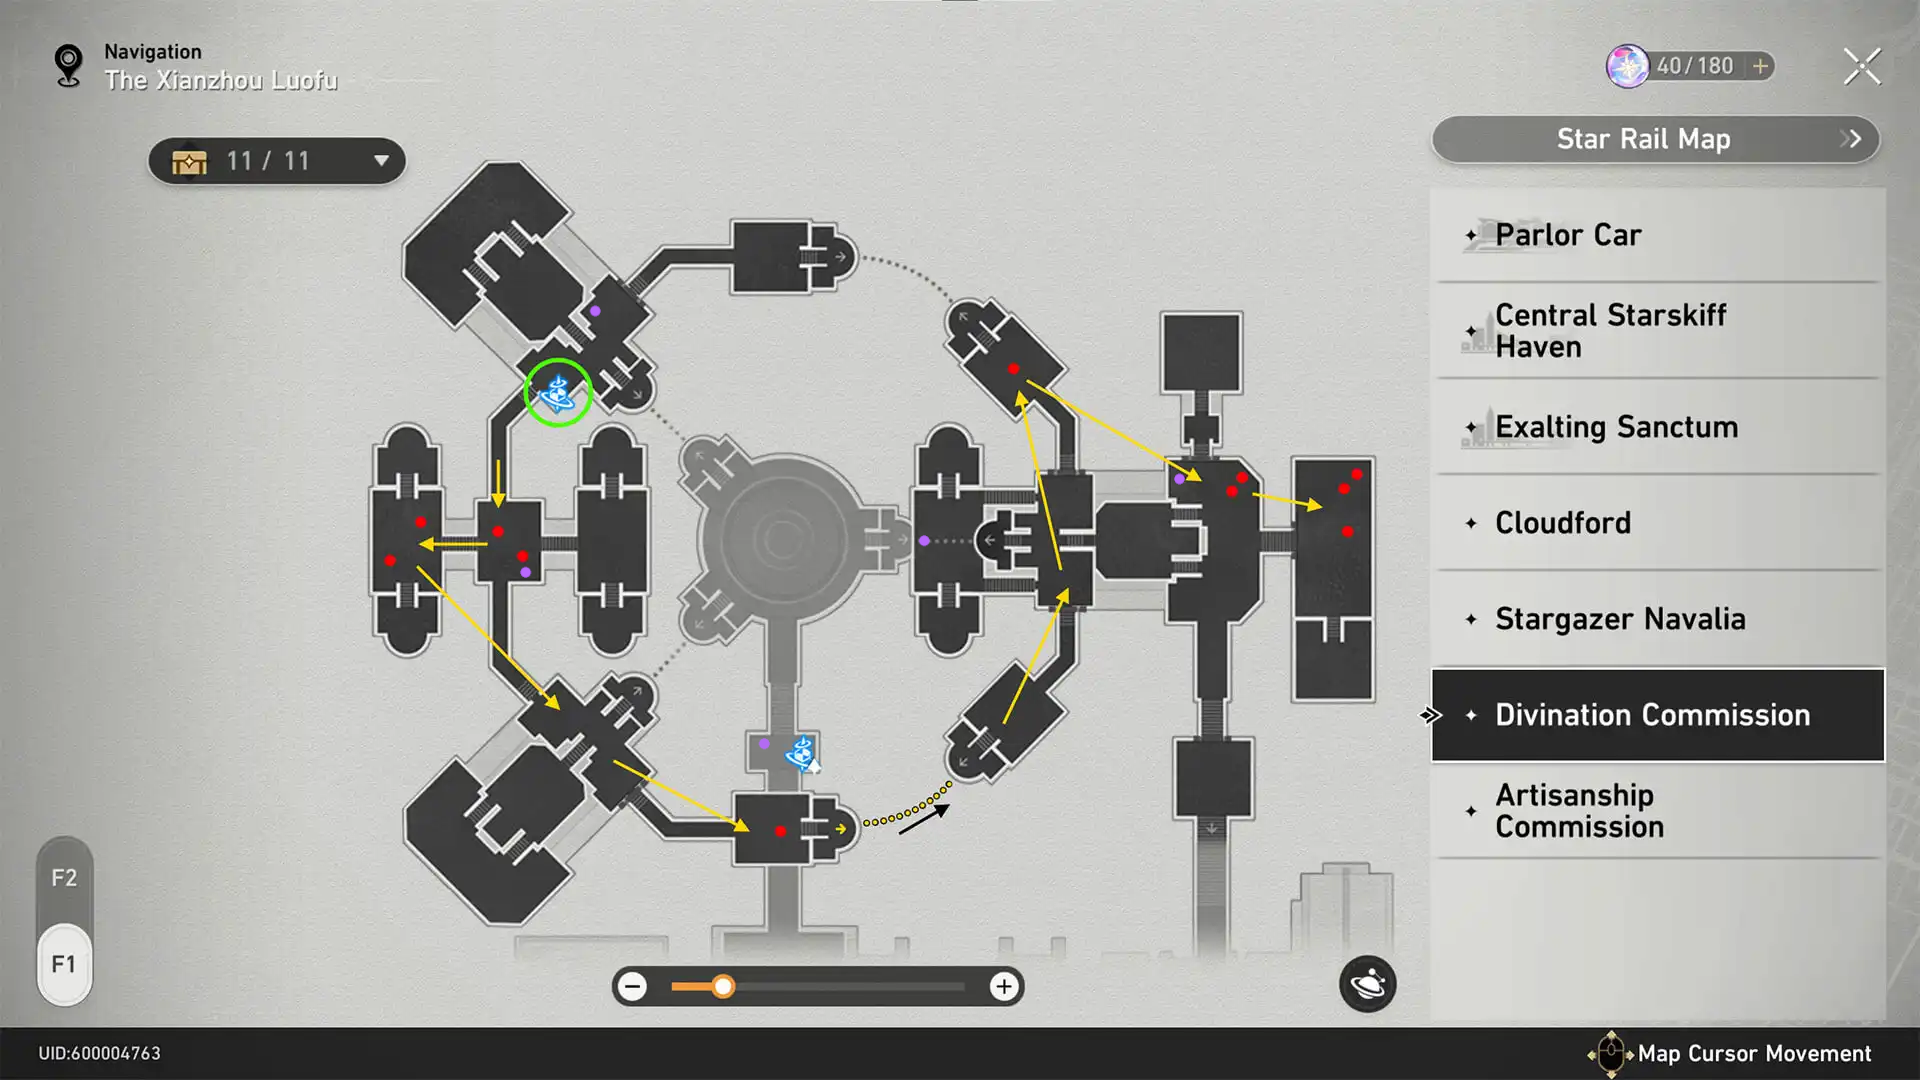 Navigation
The Xianzhou Luofu
40/180
11 / 11
Star Rail Map
Parlor Car
Central Starskiff
Haven
Exalting Sanctum
Cloudford
Stargazer Navalia
Divination Commission
Artisanship
Commission
F2
F1
UID:600004763
Map Cursor Movement